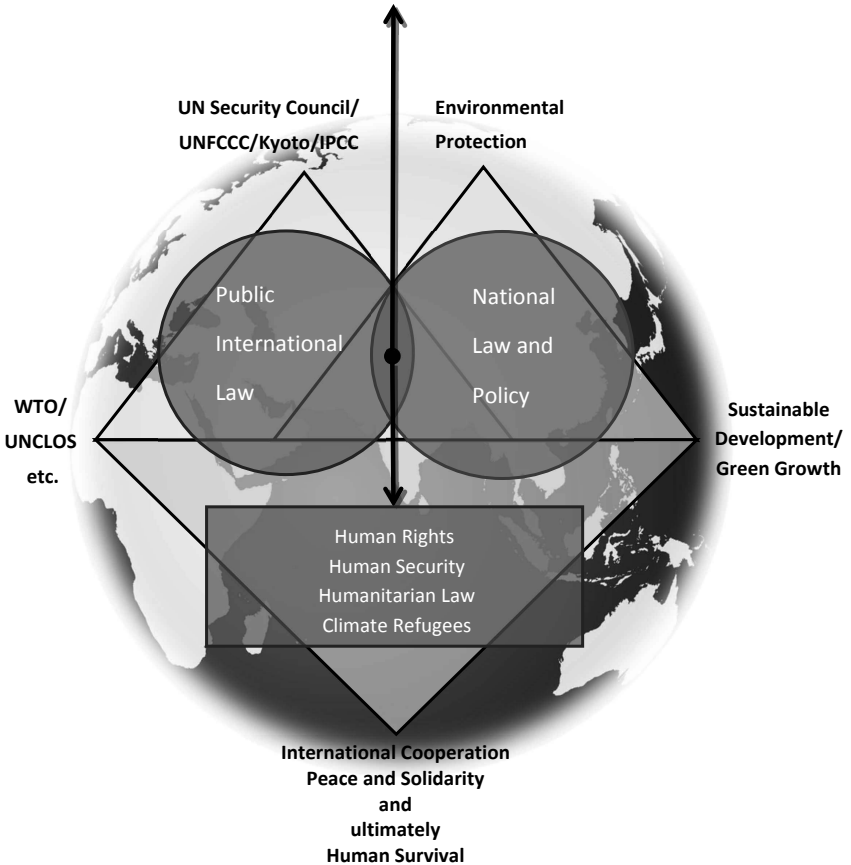 UN Security Council/
UNFCCC/Kyoto/IPCC
Environmental
Protection
Public
International
Law
National
Law and
Policy
WTO/
UNCLOS
etc.
Sustainable
Development/
Green Growth
Human Rights
Human Security
Humanitarian Law
Climate Refugees
International Cooperation
Peace and Solidarity
and
ultimately
Human Survival